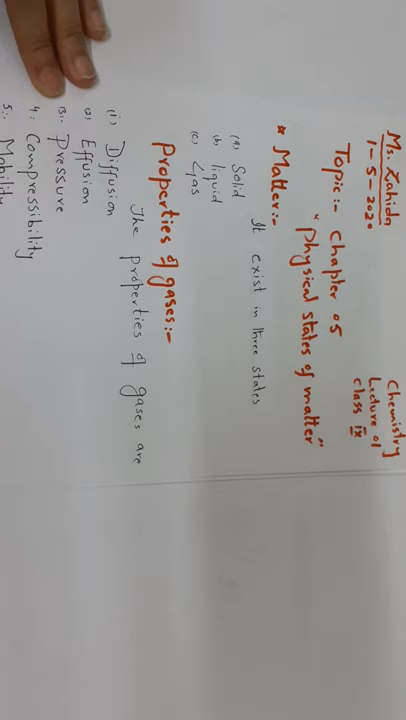 Ms. Zahida
1-5-2020
Chemistry
Lecture 01
class IX
Topic:- Chapter 05
"Physical states of matter"
* Matter:-
It exist in three states
(a) Solid
(b) liquid
(c) Gas
Properties of gases:-
The properties of gases are
(i) Diffusion
(2) Effusion
(3). Pressure
4. Compressibility
5. Mobility